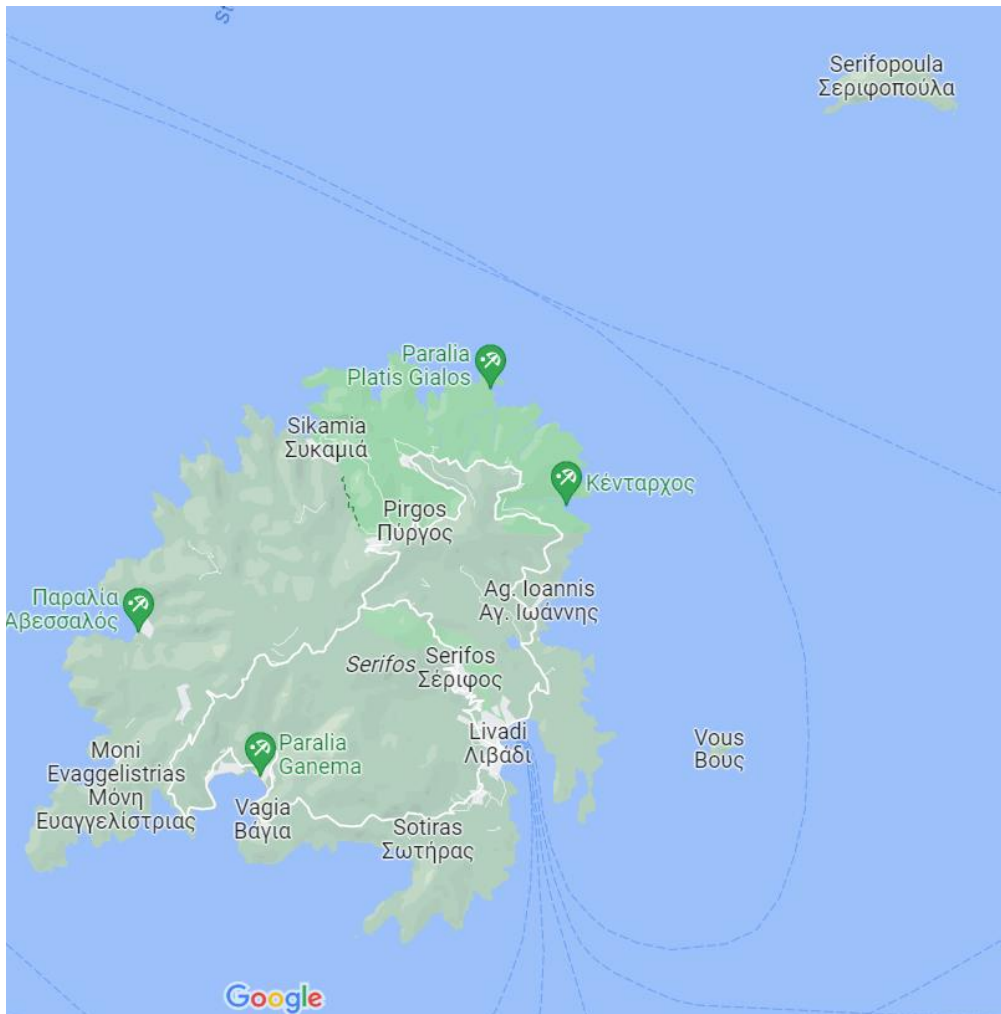 Serifopoula
Σεριφοπούλα
Paralia
Platis Gialos
Sikamia
Συκαμιά
Κένταρχος
Pirgos
Πύργος
Ag. Ioannis
Αγ. Ιωάννης
Παραλία
Αβεσσαλός
Serifos
Serifos
Σέριφος
Livadi
Λιβάδι
Vous
Βους
Moni
Evaggelistrias
Μόνη
Ευαγγελίστριας
Paralia
Ganema
Vagia
Βάγια
Sotiras
Σωτήρας
Google